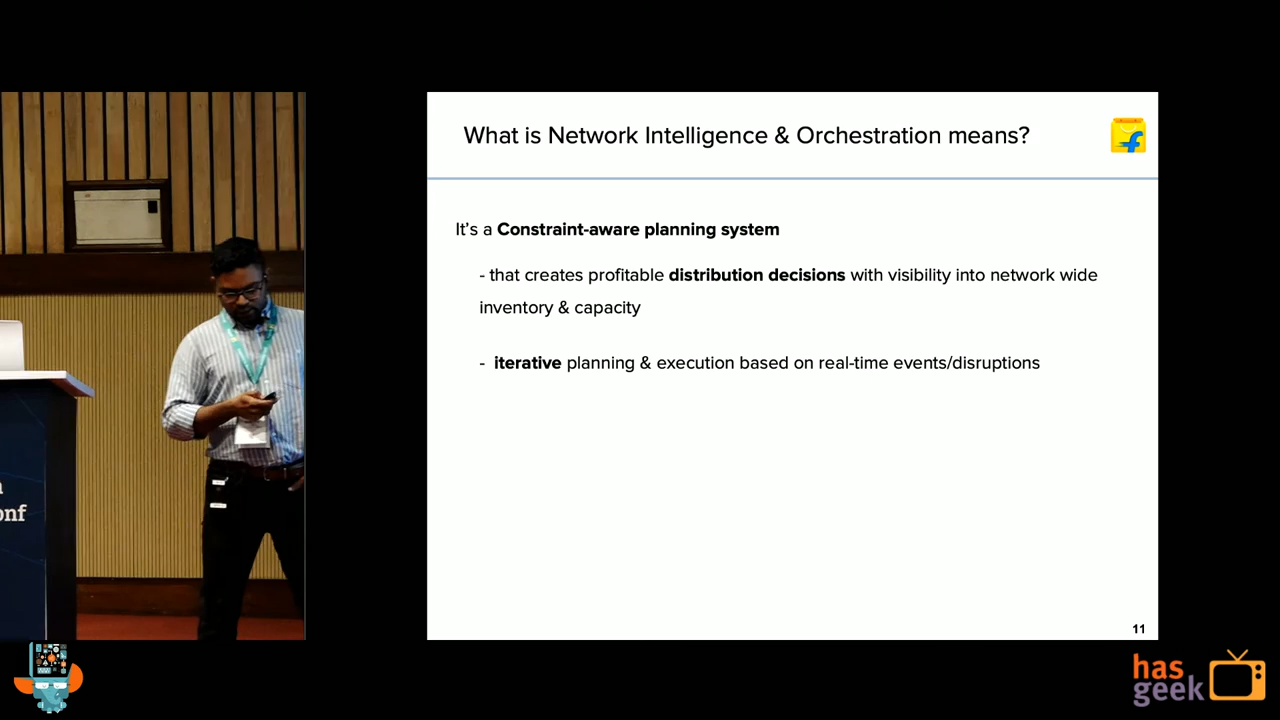 What is Network Intelligence & Orchestration means?
It's a Constraint-aware planning system
- that creates profitable distribution decisions with visibility into network wide
inventory & capacity
- iterative planning & execution based on real-time events/disruptions
11
onf
has
geek